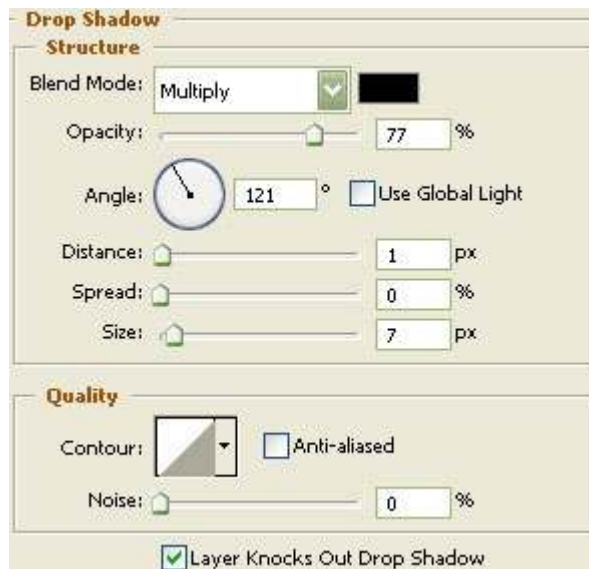 Drop Shadow
Structure
Blend Mode: Multiply
Opacity: 77 %
Angle: 121 ° Use Global Light
Distance: 1 px
Spread: 0 %
Size: 7 px
Quality
Contour: Anti-aliased
Noise: 0 %
Layer Knocks Out Drop Shadow